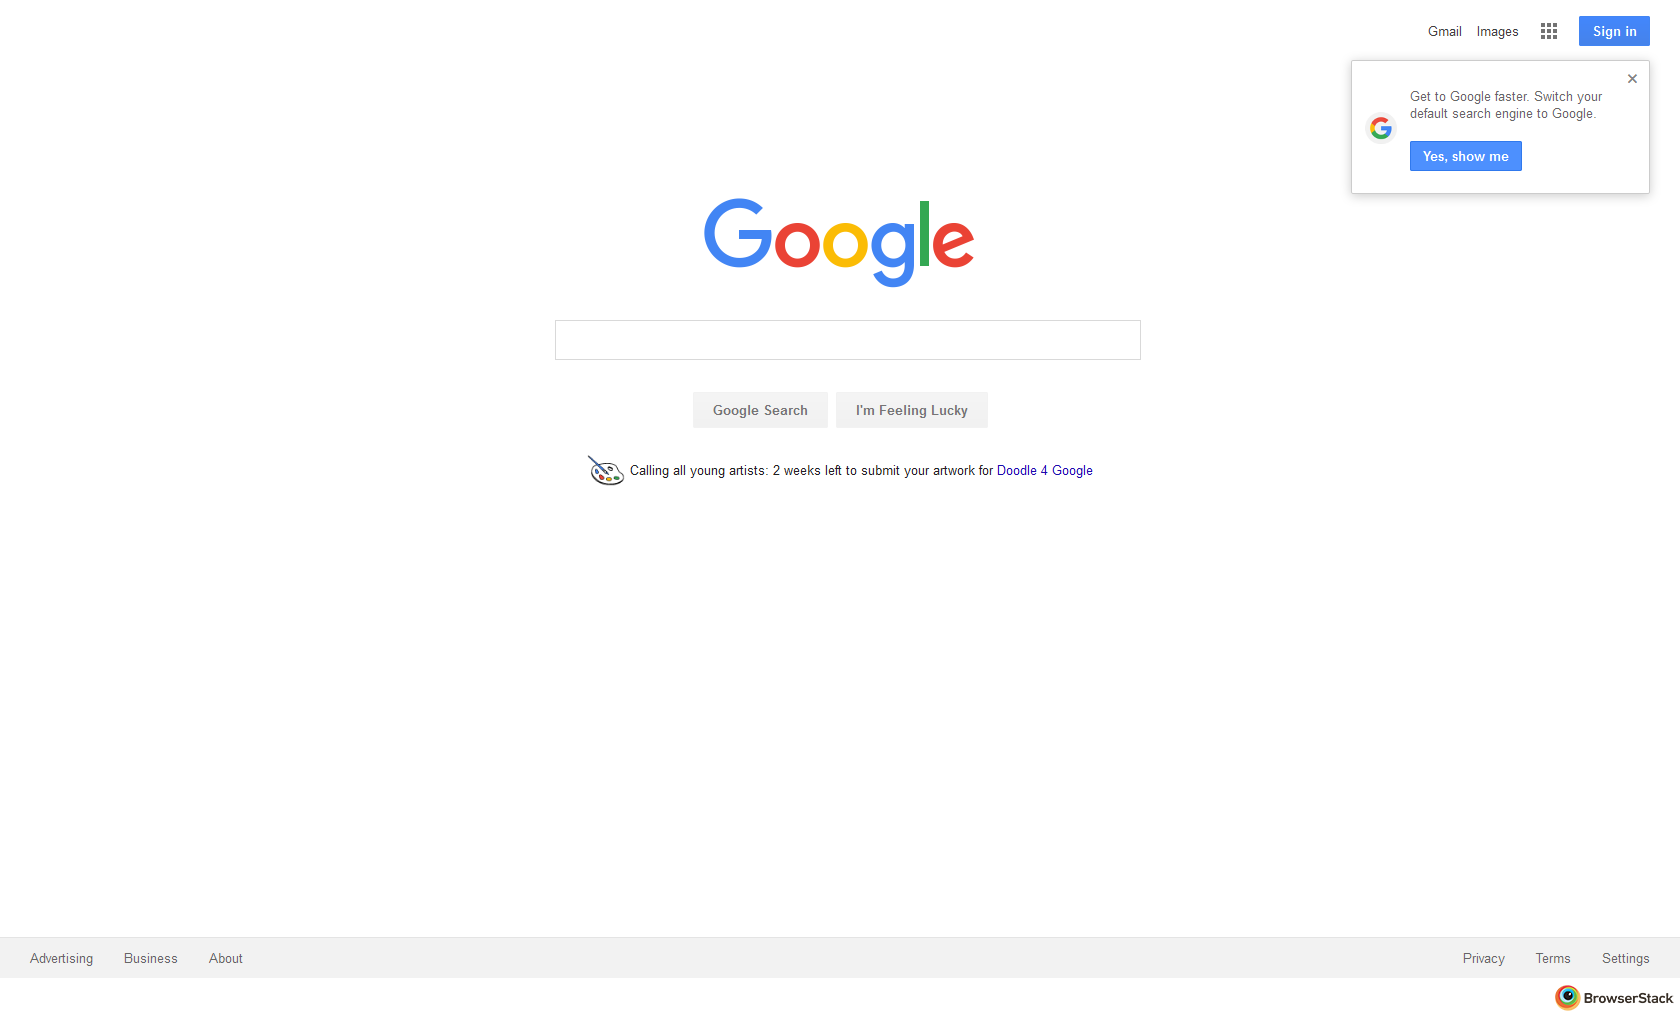 Gmail Images Sign in
Get to Google faster. Switch your
default search engine to Google.
Yes, show me
Google
Google Search I'm Feeling Lucky
Calling all young artists: 2 weeks left to submit your artwork for Doodle 4 Google
Advertising Business About Privacy Terms Settings
BrowserStack